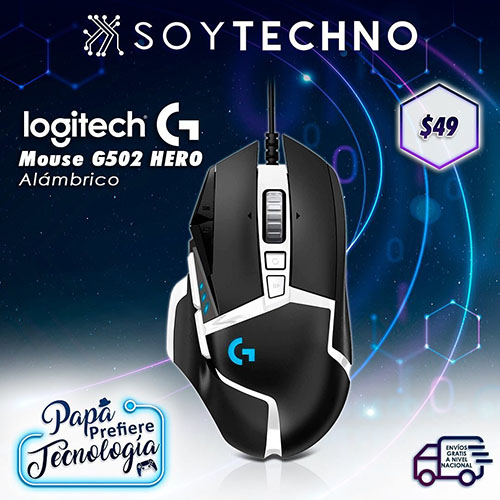 SOYTECHNO
logitech G
Mouse G502 HERO
Alámbrico
$49
G
Papá
Prefiere
Tecnología
ENVÍOS
GRATIS
A NIVEL
NACIONAL